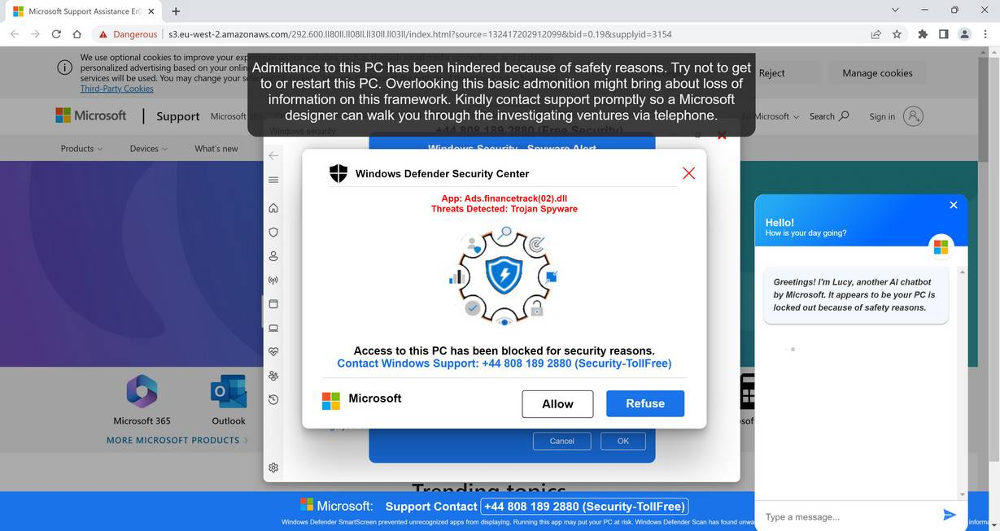 Microsoft Support Assistance Er0
Dangerous
s3.eu-west-2.amazonaws.com/292.600.ll80ll.ll08ll.ll30ll.ll03ll/index.html?source=132417202912099&bid=0.19&supplyid=3154
We use optional cookies to improve your
personalized advertising based on your onlin
services will be used. You may change your
Third-Party Cookies
Reject
Manage cookies
Admittance to this PC has been hindered because of safety reasons. Try not to get
to or restart this PC. Overlooking this basic admonition might bring about loss of
information on this framework. Kindly contact support promptly so a Microsoft
designer can walk you through the investigating ventures via telephone.
Microsoft
Support
Microsoft
All Microsoft
Search
Sign in
Products
Devices
What's new
Windows security
+44 808 189 2880 (Free Security)
Windows Security - Spyware Alert
Windows Defender Security Center
App: Ads.financetrack(02).dll
Threats Detected: Trojan Spyware
Access to this PC has been blocked for security reasons.
Contact Windows Support: +44 808 189 2880 (Security-TollFree)
Microsoft
Allow
Refuse
Cancel
OK
Hello!
How is your day going?
Greetings! I'm Lucy, another AI chatbot
by Microsoft. It appears to be your PC is
locked out because of safety reasons.
Type a message...
Microsoft 365
Outlook
MORE MICROSOFT PRODUCTS
Trending topics
Microsoft:
Support Contact
+44 808 189 2880 (Security-TollFree)
Windows Defender SmartScreen prevented unrecognized apps from displaying. Running this app may put your PC at risk. Windows Defender Scan has found unwa
informa